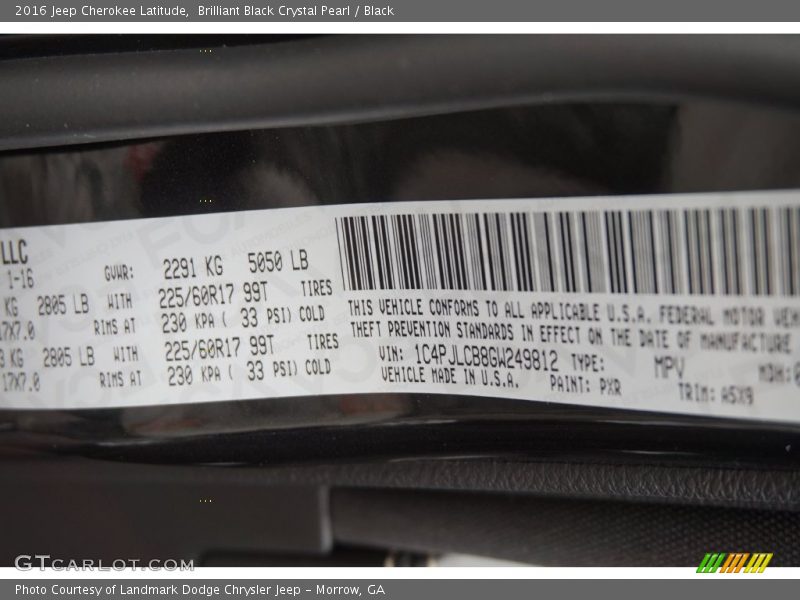 2016 Jeep Cherokee Latitude,  Brilliant Black Crystal Pearl / Black
LLC
1-16 GVWR: 2291 KG 5050 LB
KG 2805 LB WITH 225/60R17 99T TIRES
17X7.0 RIMS AT 230 KPA ( 33 PSI) COLD
KG 2805 LB WITH 225/60R17 99T TIRES
17X7.0 RIMS AT 230 KPA ( 33 PSI) COLD
THIS VEHICLE CONFORMS TO ALL APPLICABLE U.S.A. FEDERAL MOTOR VEH
THEFT PREVENTION STANDARDS IN EFFECT ON THE DATE OF MANUFACTURE
VIN: 1C4PJLCB8GW249812 TYPE: MPV MDH:0
VEHICLE MADE IN U.S.A. PAINT: PXR TRIM: A5X9
GTCARLOT.COM
Photo Courtesy of Landmark Dodge Chrysler Jeep – Morrow, GA